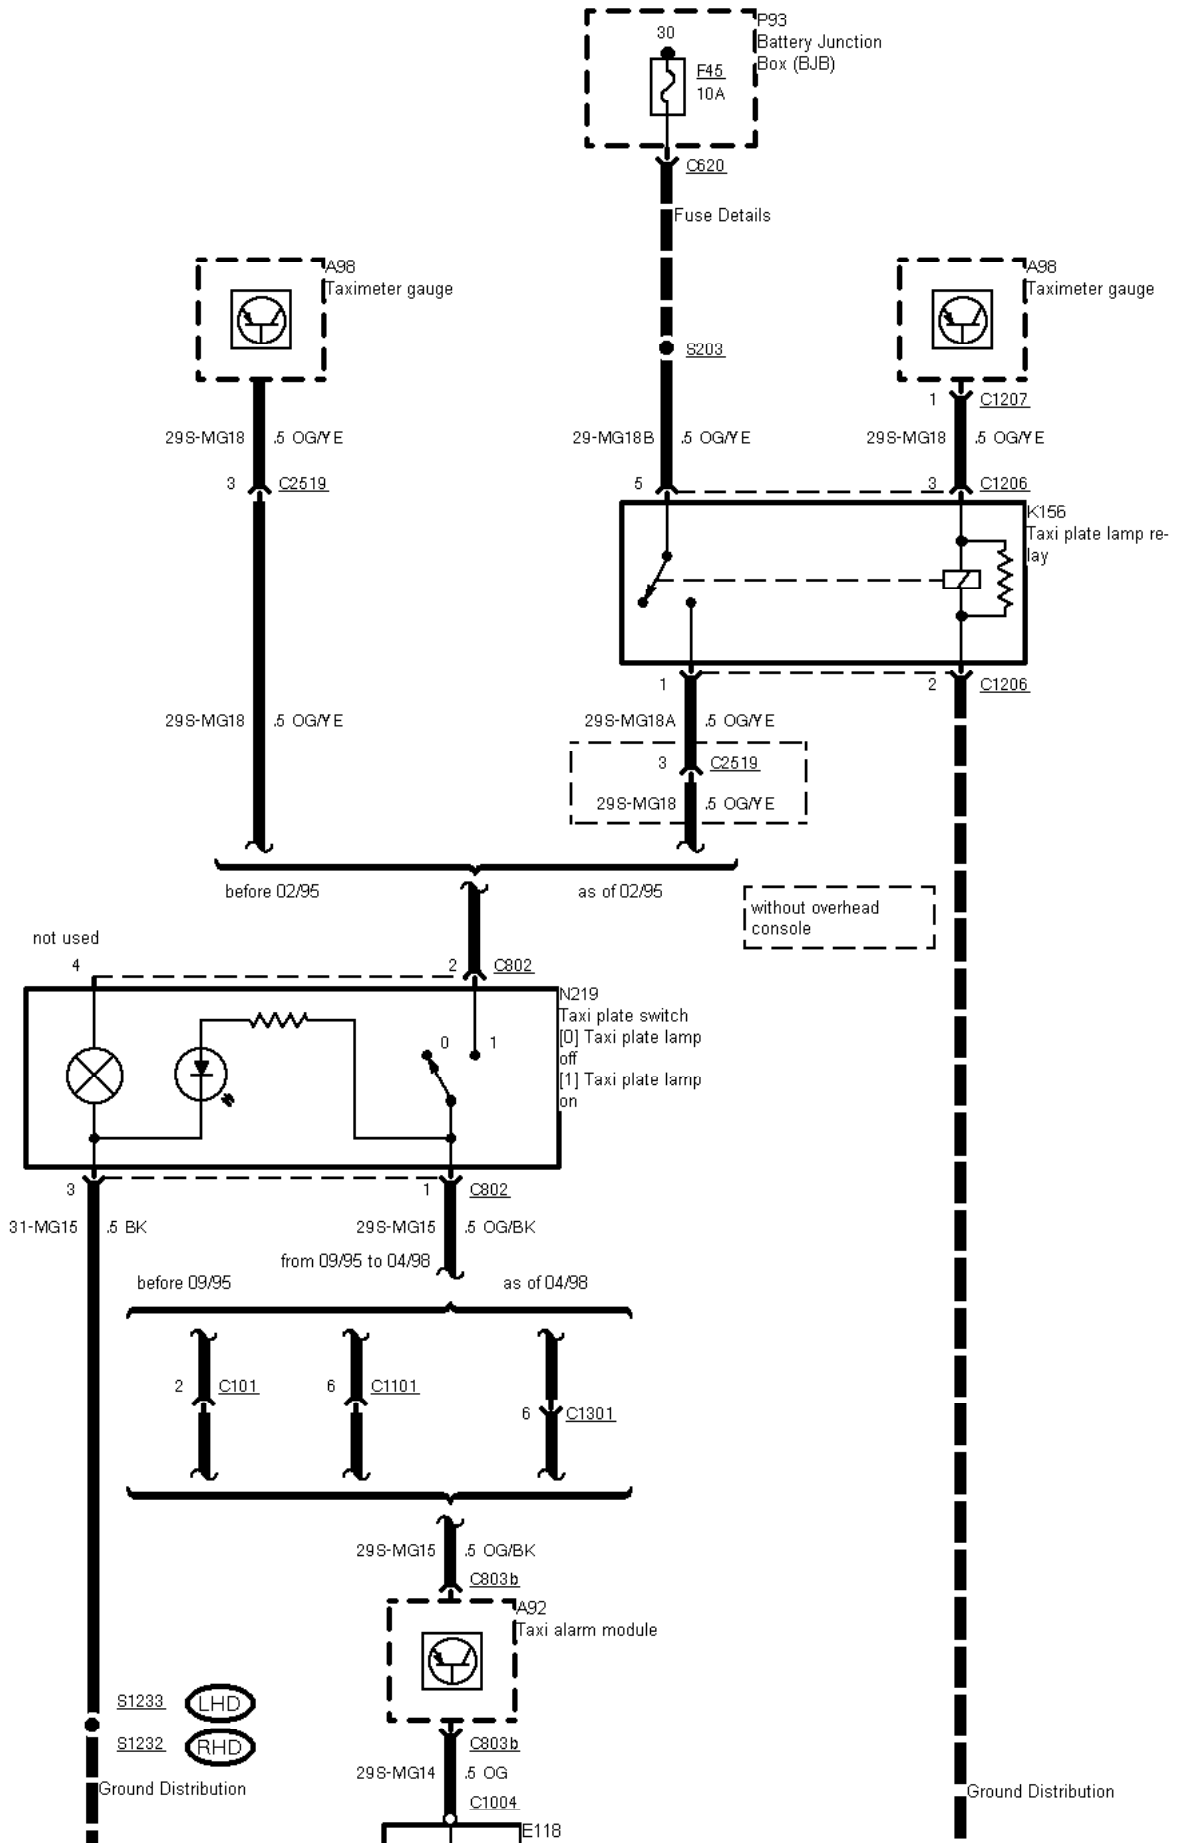 P93
Battery Junction
Box (BJB)
30
F45
10A
C620
Fuse Details
A98
Taximeter gauge
A98
Taximeter gauge
S203
1 C1207
29S-MG18 .5 OG/YE
29-MG18B .5 OG/YE
29S-MG18 .5 OG/YE
3 C2519
5
3 C1206
K156
Taxi plate lamp re-
lay
1
2 C1206
29S-MG18 .5 OG/YE
29S-MG18A .5 OG/YE
3 C2519
29S-MG18 .5 OG/YE
before 02/95
as of 02/95
without overhead
console
not used
4
2 C802
N219
Taxi plate switch
[0] Taxi plate lamp
off
[1] Taxi plate lamp
on
0 1
3
1 C802
31-MG15 .5 BK
29S-MG15 .5 OG/BK
from 09/95 to 04/98
before 09/95
as of 04/98
2 C101
6 C1101
6 C1301
29S-MG15 .5 OG/BK
C803b
A92
Taxi alarm module
S1233 LHD
S1232 RHD
C803b
29S-MG14 .5 OG
Ground Distribution
Ground Distribution
C1004
E118